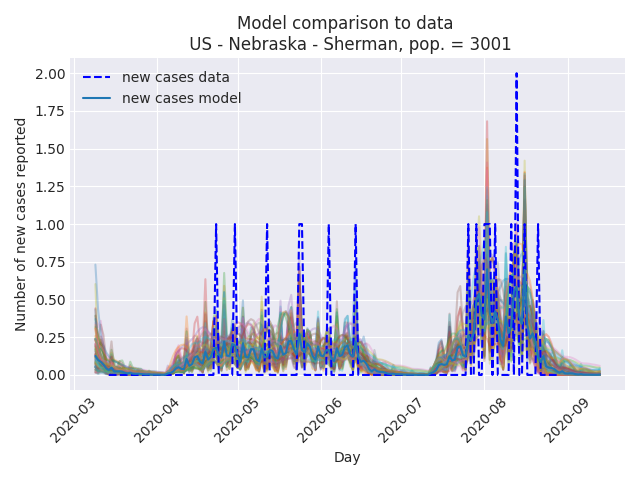 Model comparison to data
US - Nebraska - Sherman, pop. = 3001
new cases data
new cases model
Number of new cases reported
2.00
1.75
1.50
1.25
1.00
0.75
0.50
0.25
0.00
2020-03
2020-04
2020-05
2020-06
2020-07
2020-08
2020-09
Day